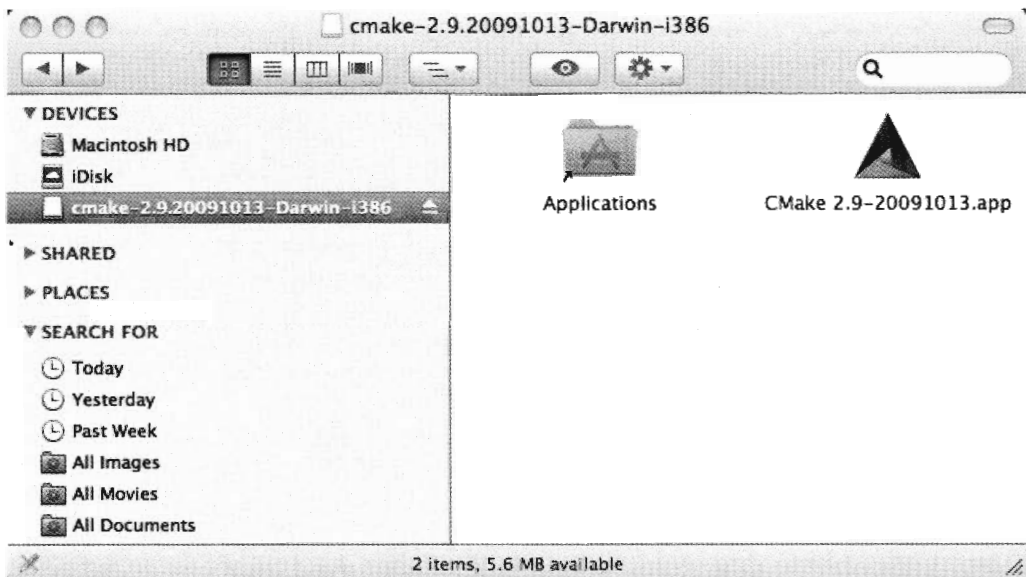 cmake-2.9.20091013-Darwin-i386
DEVICES
Macintosh HD
iDisk
cmake-2.9.20091013-Darwin-i386
SHARED
PLACES
SEARCH FOR
Today
Yesterday
Past Week
All Images
All Movies
All Documents
Applications
CMake 2.9-20091013.app
2 items, 5.6 MB available